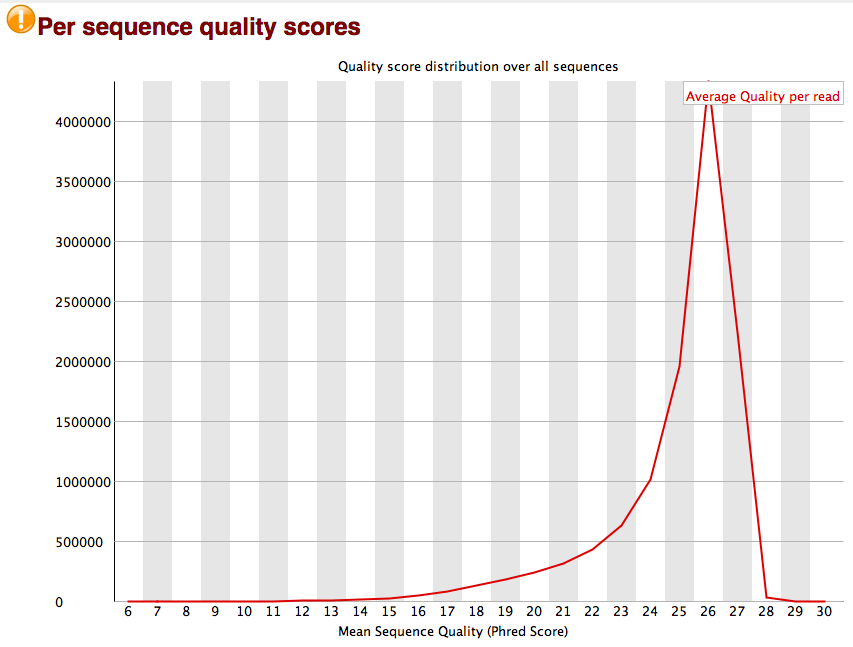 Per sequence quality scores
Quality score distribution over all sequences
Average Quality per read
4000000
3500000
3000000
2500000
2000000
1500000
1000000
500000
0
6 7 8 9 10 11 12 13 14 15 16 17 18 19 20 21 22 23 24 25 26 27 28 29 30
Mean Sequence Quality (Phred Score)